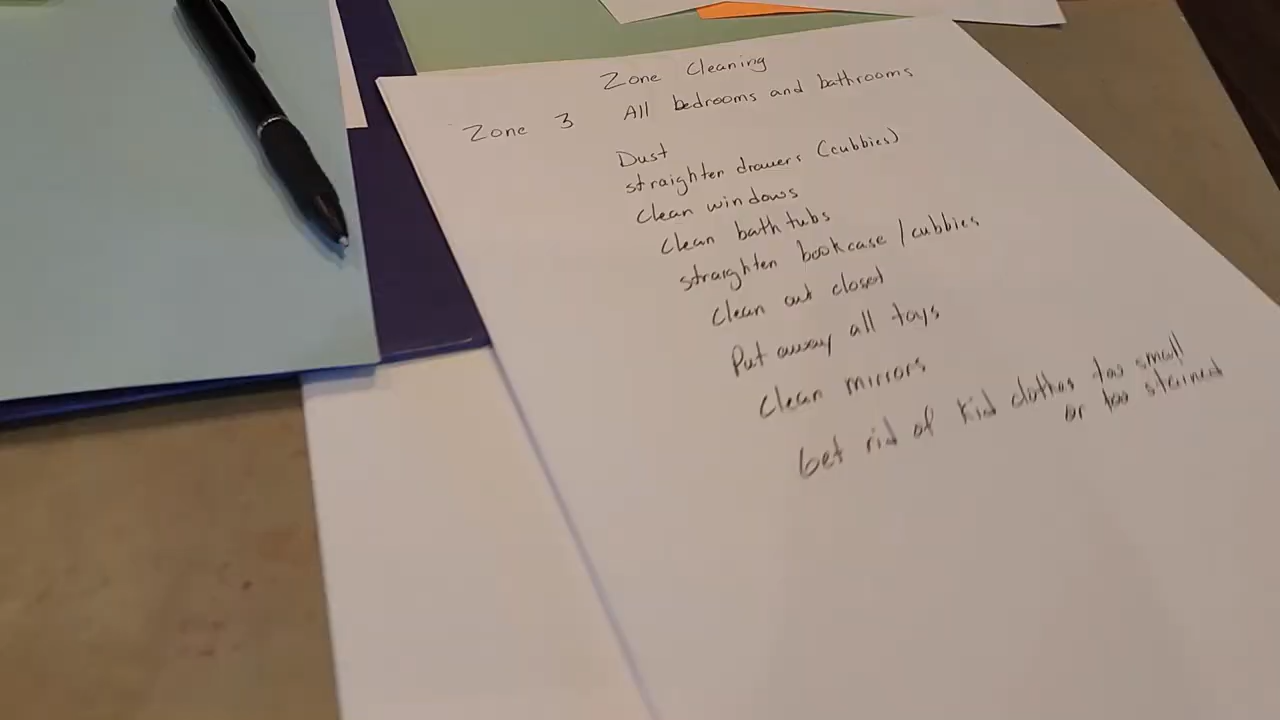 Zone Cleaning
Zone 3 All bedrooms and bathrooms
Dust
straighten drawers (cubbies)
Clean windows
Clean bath tubs
straighten bookcase / cubbies
Clean out closet
Put away all toys
Clean mirrors
Get rid of kid clothes too small
or too stained